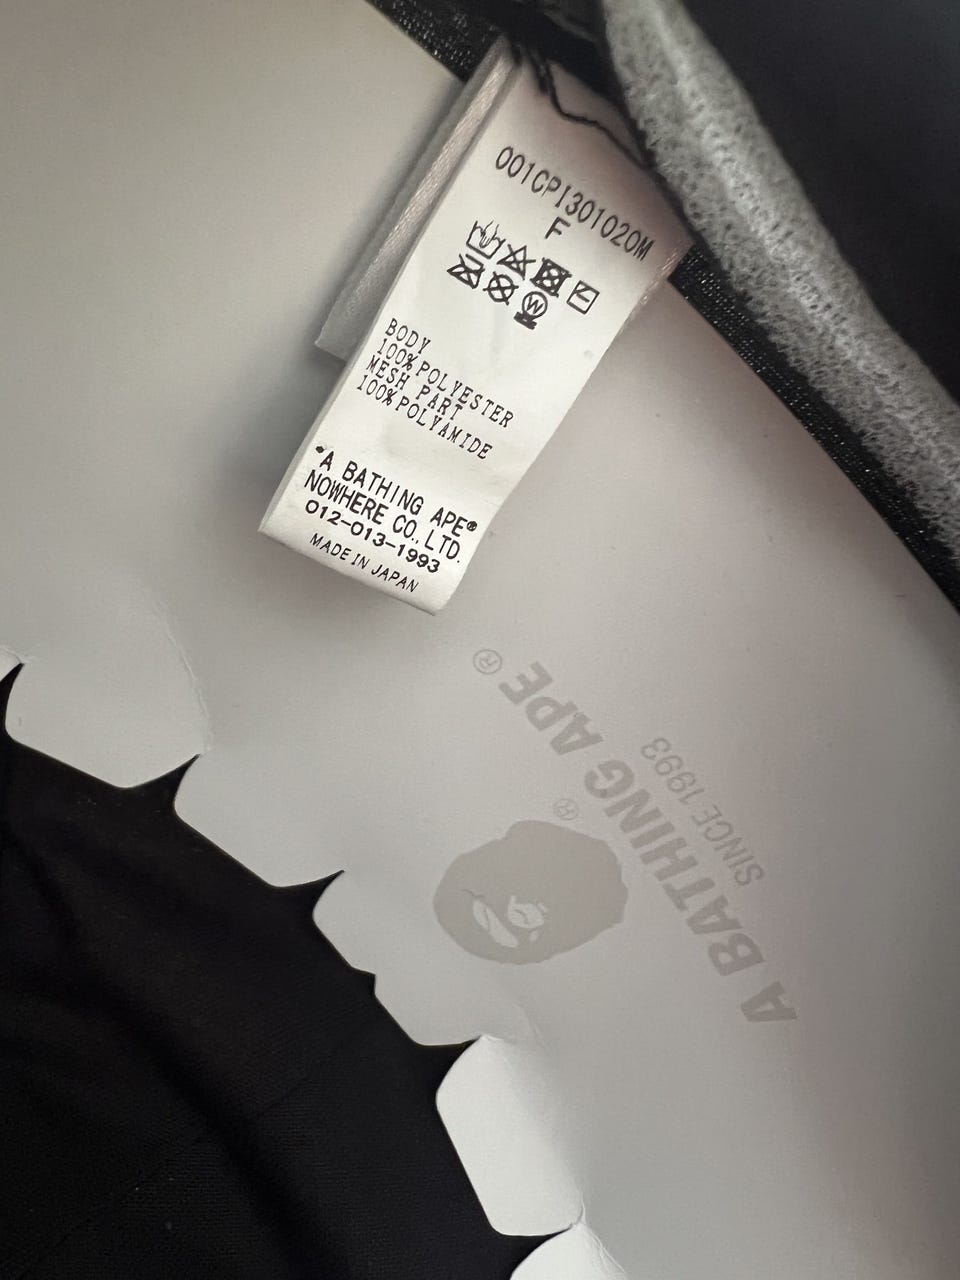 001CPI301020M
F
W
BODY
100%POLYESTER
MESH PART
100%POLYAMIDE
"A BATHING APE®
NOWHERE CO.,LTD.
012-013-1993
MADE IN JAPAN
A BATHING APE®
SINCE 1993
®